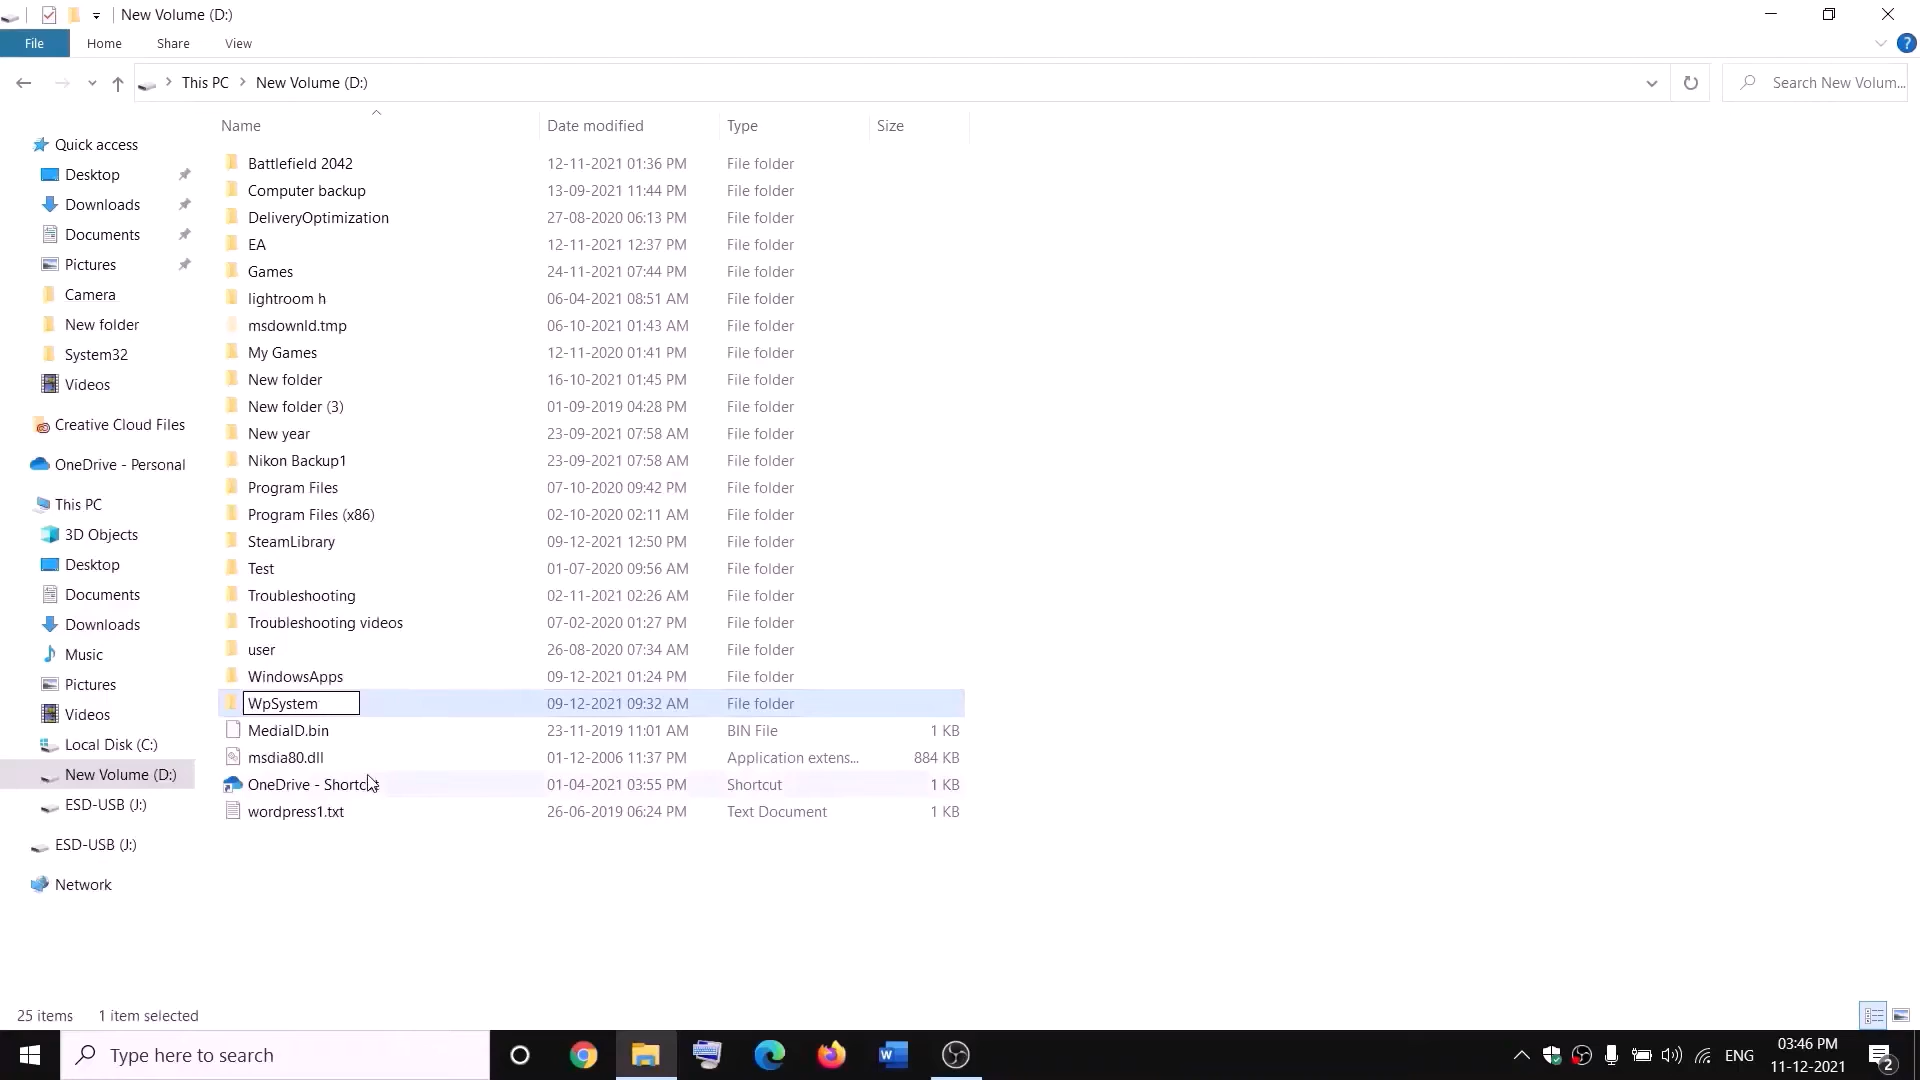 New Volume (D:)
File Home Share View
This PC New Volume (D:) Search New Volum...
Name Date modified Type Size
Quick access
Desktop
Downloads
Documents
Pictures
Camera
New folder
System32
Videos
Creative Cloud Files
OneDrive - Personal
This PC
3D Objects
Desktop
Documents
Downloads
Music
Pictures
Videos
Local Disk (C:)
New Volume (D:)
ESD-USB (J:)
ESD-USB (J:)
Network
Battlefield 2042 12-11-2021 01:36 PM File folder
Computer backup 13-09-2021 11:44 PM File folder
DeliveryOptimization 27-08-2020 06:13 PM File folder
EA 12-11-2021 12:37 PM File folder
Games 24-11-2021 07:44 PM File folder
lightroom h 06-04-2021 08:51 AM File folder
msdownld.tmp 06-10-2021 01:43 AM File folder
My Games 12-11-2020 01:41 PM File folder
New folder 16-10-2021 01:45 PM File folder
New folder (3) 01-09-2019 04:28 PM File folder
New year 23-09-2021 07:58 AM File folder
Nikon Backup1 23-09-2021 07:58 AM File folder
Program Files 07-10-2020 09:42 PM File folder
Program Files (x86) 02-10-2020 02:11 AM File folder
SteamLibrary 09-12-2021 12:50 PM File folder
Test 01-07-2020 09:56 AM File folder
Troubleshooting 02-11-2021 02:26 AM File folder
Troubleshooting videos 07-02-2020 01:27 PM File folder
user 26-08-2020 07:34 AM File folder
WindowsApps 09-12-2021 01:24 PM File folder
WpSystem 09-12-2021 09:32 AM File folder
MediaID.bin 23-11-2019 11:01 AM BIN File 1 KB
msdia80.dll 01-12-2006 11:37 PM Application extens... 884 KB
OneDrive - Shortcut 01-04-2021 03:55 PM Shortcut 1 KB
wordpress1.txt 26-06-2019 06:24 PM Text Document 1 KB
25 items 1 item selected
Type here to search
ENG
03:46 PM
11-12-2021
2